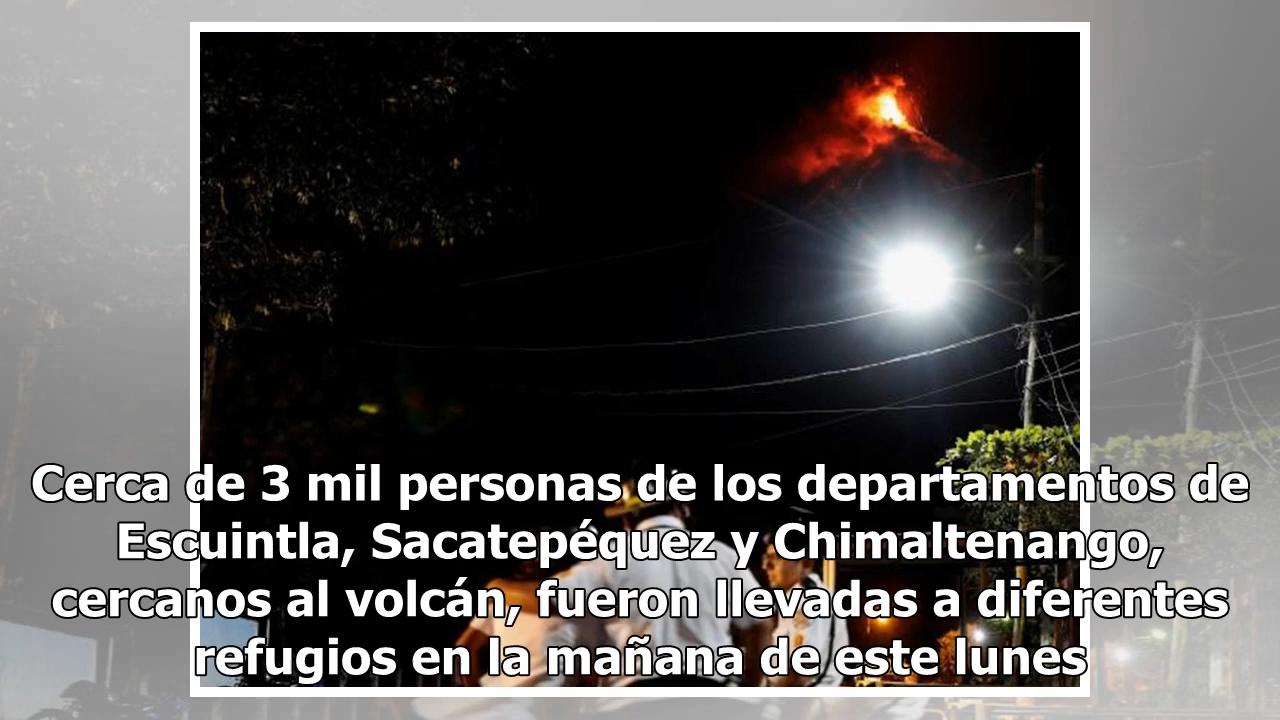 Cerca de 3 mil personas de los departamentos de
Escuintla, Sacatepéquez y Chimaltenango,
cercanos al volcán, fueron llevadas a diferentes
refugios en la mañana de este lunes